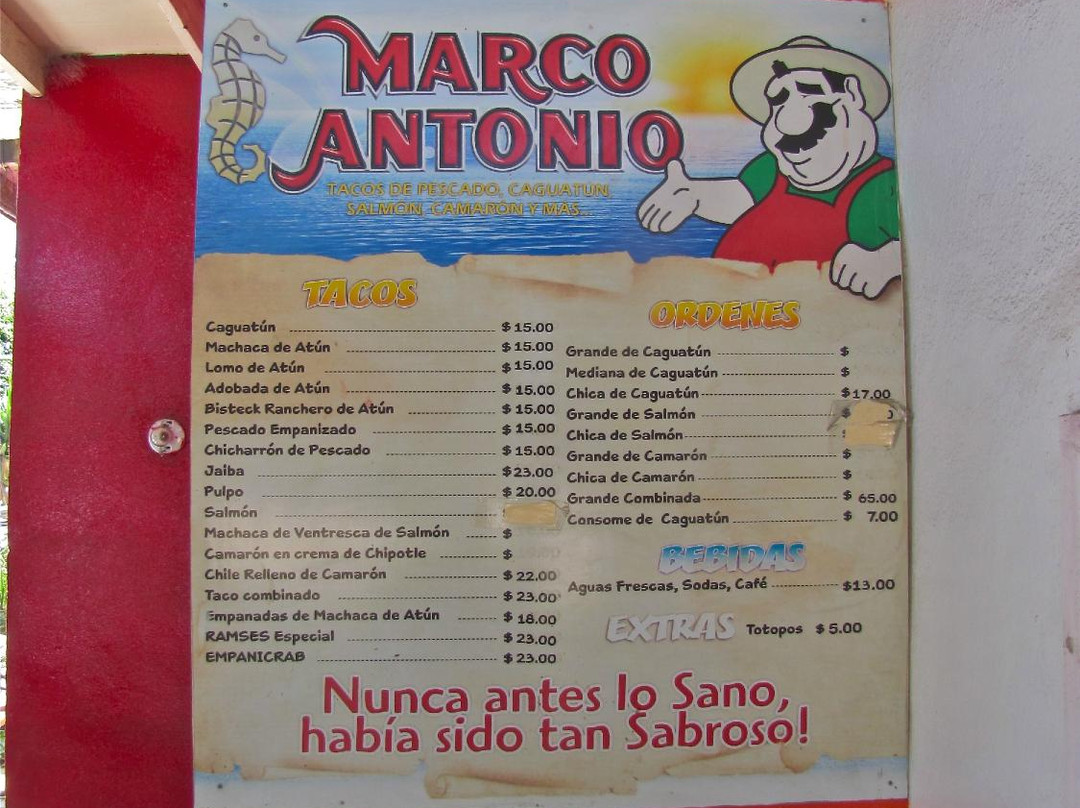 MARCO
ANTONIO
TACOS DE PESCADO, CAGUATUN,
SALMÓN, CAMARÓN Y MAS...
TACOS
Caguatún $ 15.00
Machaca de Atún $ 15.00
Lomo de Atún $ 15.00
Adobada de Atún $ 15.00
Bisteck Ranchero de Atún $ 15.00
Pescado Empanizado $ 15.00
Chicharrón de Pescado $ 15.00
Jaiba $23.00
Pulpo $ 20.00
Salmón
Machaca de Ventresca de Salmón $
Camarón en crema de Chipotle $
Chile Relleno de Camarón $ 22.00
Taco combinado $ 23.00
Empanadas de Machaca de Atún $ 18.00
RAMSES Especial $ 23.00
EMPANICRAB $ 23.00
ORDENES
Grande de Caguatún $
Mediana de Caguatún $
Chica de Caguatún $17.00
Grande de Salmón $
Chica de Salmón
Grande de Camarón $
Chica de Camarón $
Grande Combinada $ 65.00
Consome de Caguatún $ 7.00
BEBIDAS
Aguas Frescas, Sodas, Café $13.00
EXTRAS Totopos $ 5.00
Nunca antes lo Sano,
había sido tan Sabroso!